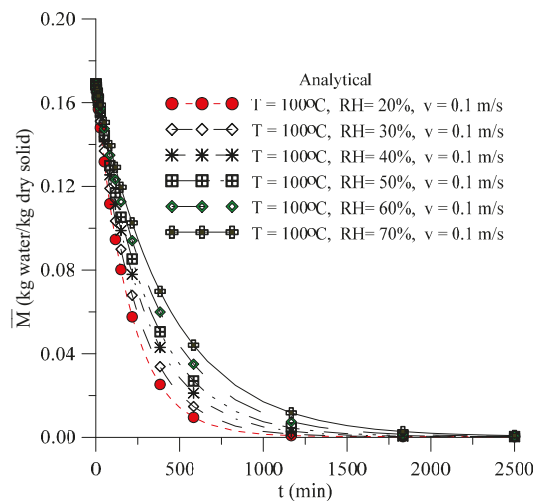 0.20
0.16
0.12
0.08
0.04
0.00
M̅ (kg water/kg dry solid)
Analytical
T = 100ºC, RH= 20%, v = 0.1 m/s
T = 100ºC, RH= 30%, v = 0.1 m/s
T = 100ºC, RH= 40%, v = 0.1 m/s
T = 100ºC, RH= 50%, v = 0.1 m/s
T = 100ºC, RH= 60%, v = 0.1 m/s
T = 100ºC, RH= 70%, v = 0.1 m/s
0 500 1000 1500 2000 2500
t (min)